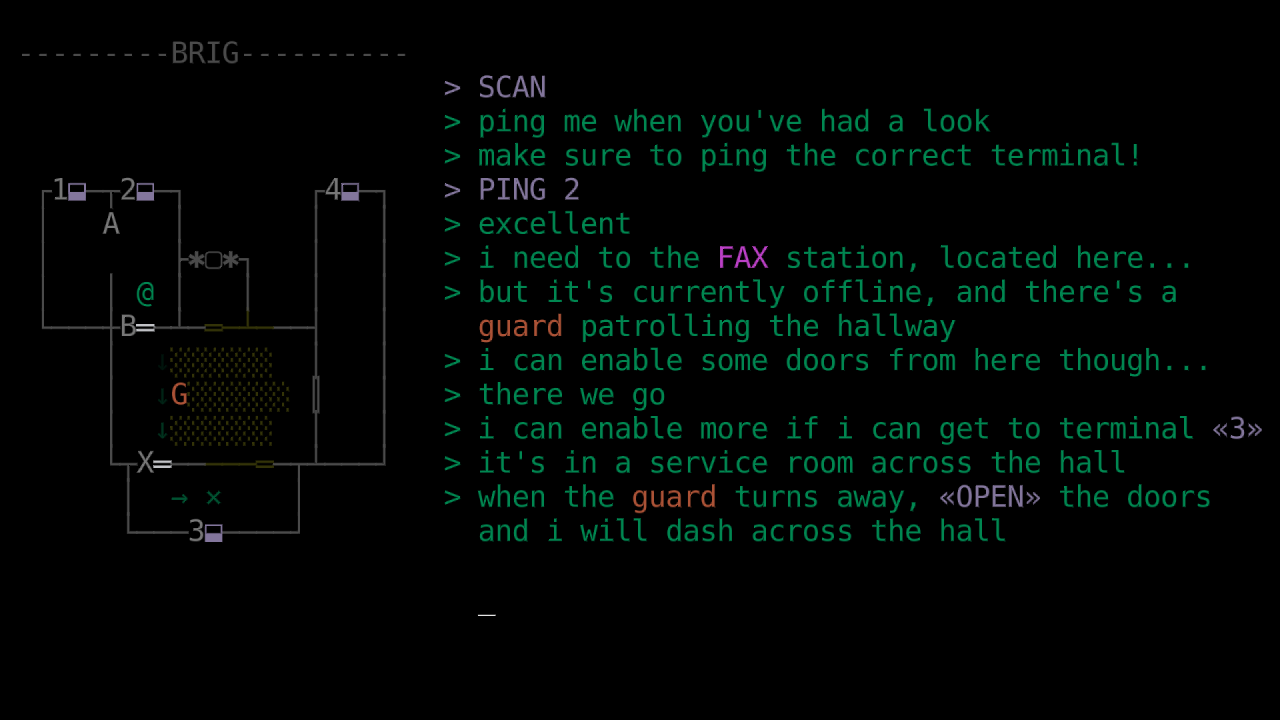 ---------BRIG----------
> SCAN
> ping me when you've had a look
> make sure to ping the correct terminal!
1 2 4
> PING 2
A
> excellent
*▢*
> i need to the FAX station, located here...
@
> but it's currently offline, and there's a
B=
guard patrolling the hallway
↓
> i can enable some doors from here though...
↓G
> there we go
↓
> i can enable more if i can get to terminal «3»
X=
> it's in a service room across the hall
→ ×
> when the guard turns away, «OPEN» the doors
3
and i will dash across the hall
_